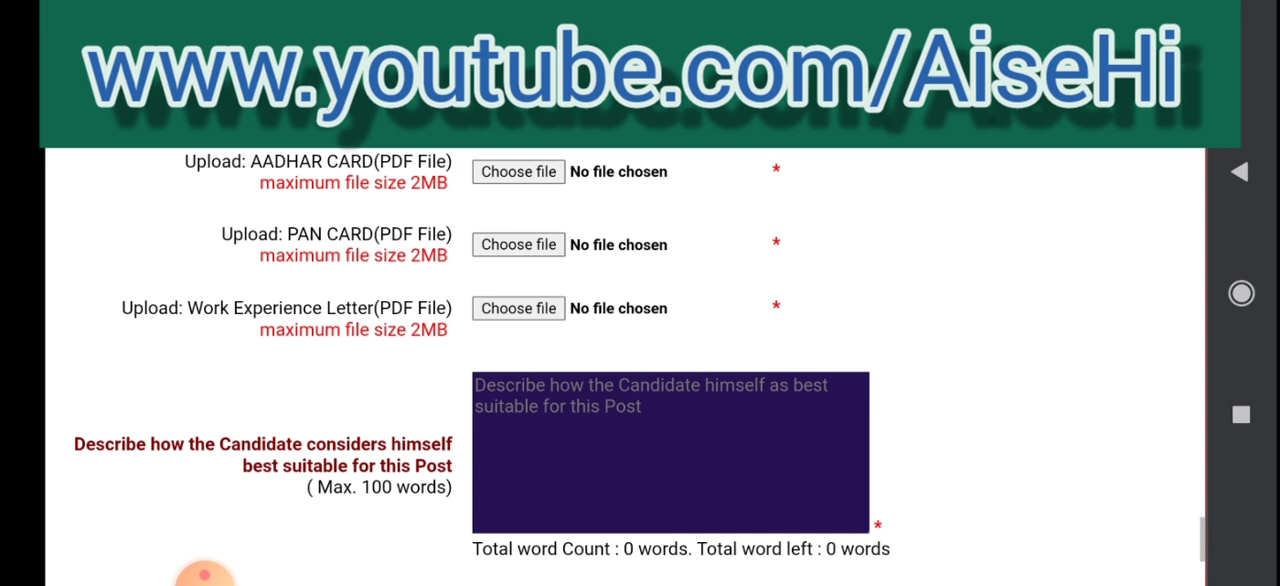 www.youtube.com/AiseHi
Upload: AADHAR CARD(PDF File)
maximum file size 2MB
Choose file No file chosen *
Upload: PAN CARD(PDF File)
maximum file size 2MB
Choose file No file chosen *
Upload: Work Experience Letter(PDF File)
maximum file size 2MB
Choose file No file chosen *
Describe how the Candidate considers himself
best suitable for this Post
( Max. 100 words)
Describe how the Candidate himself as best
suitable for this Post
*
Total word Count : 0 words. Total word left : 0 words